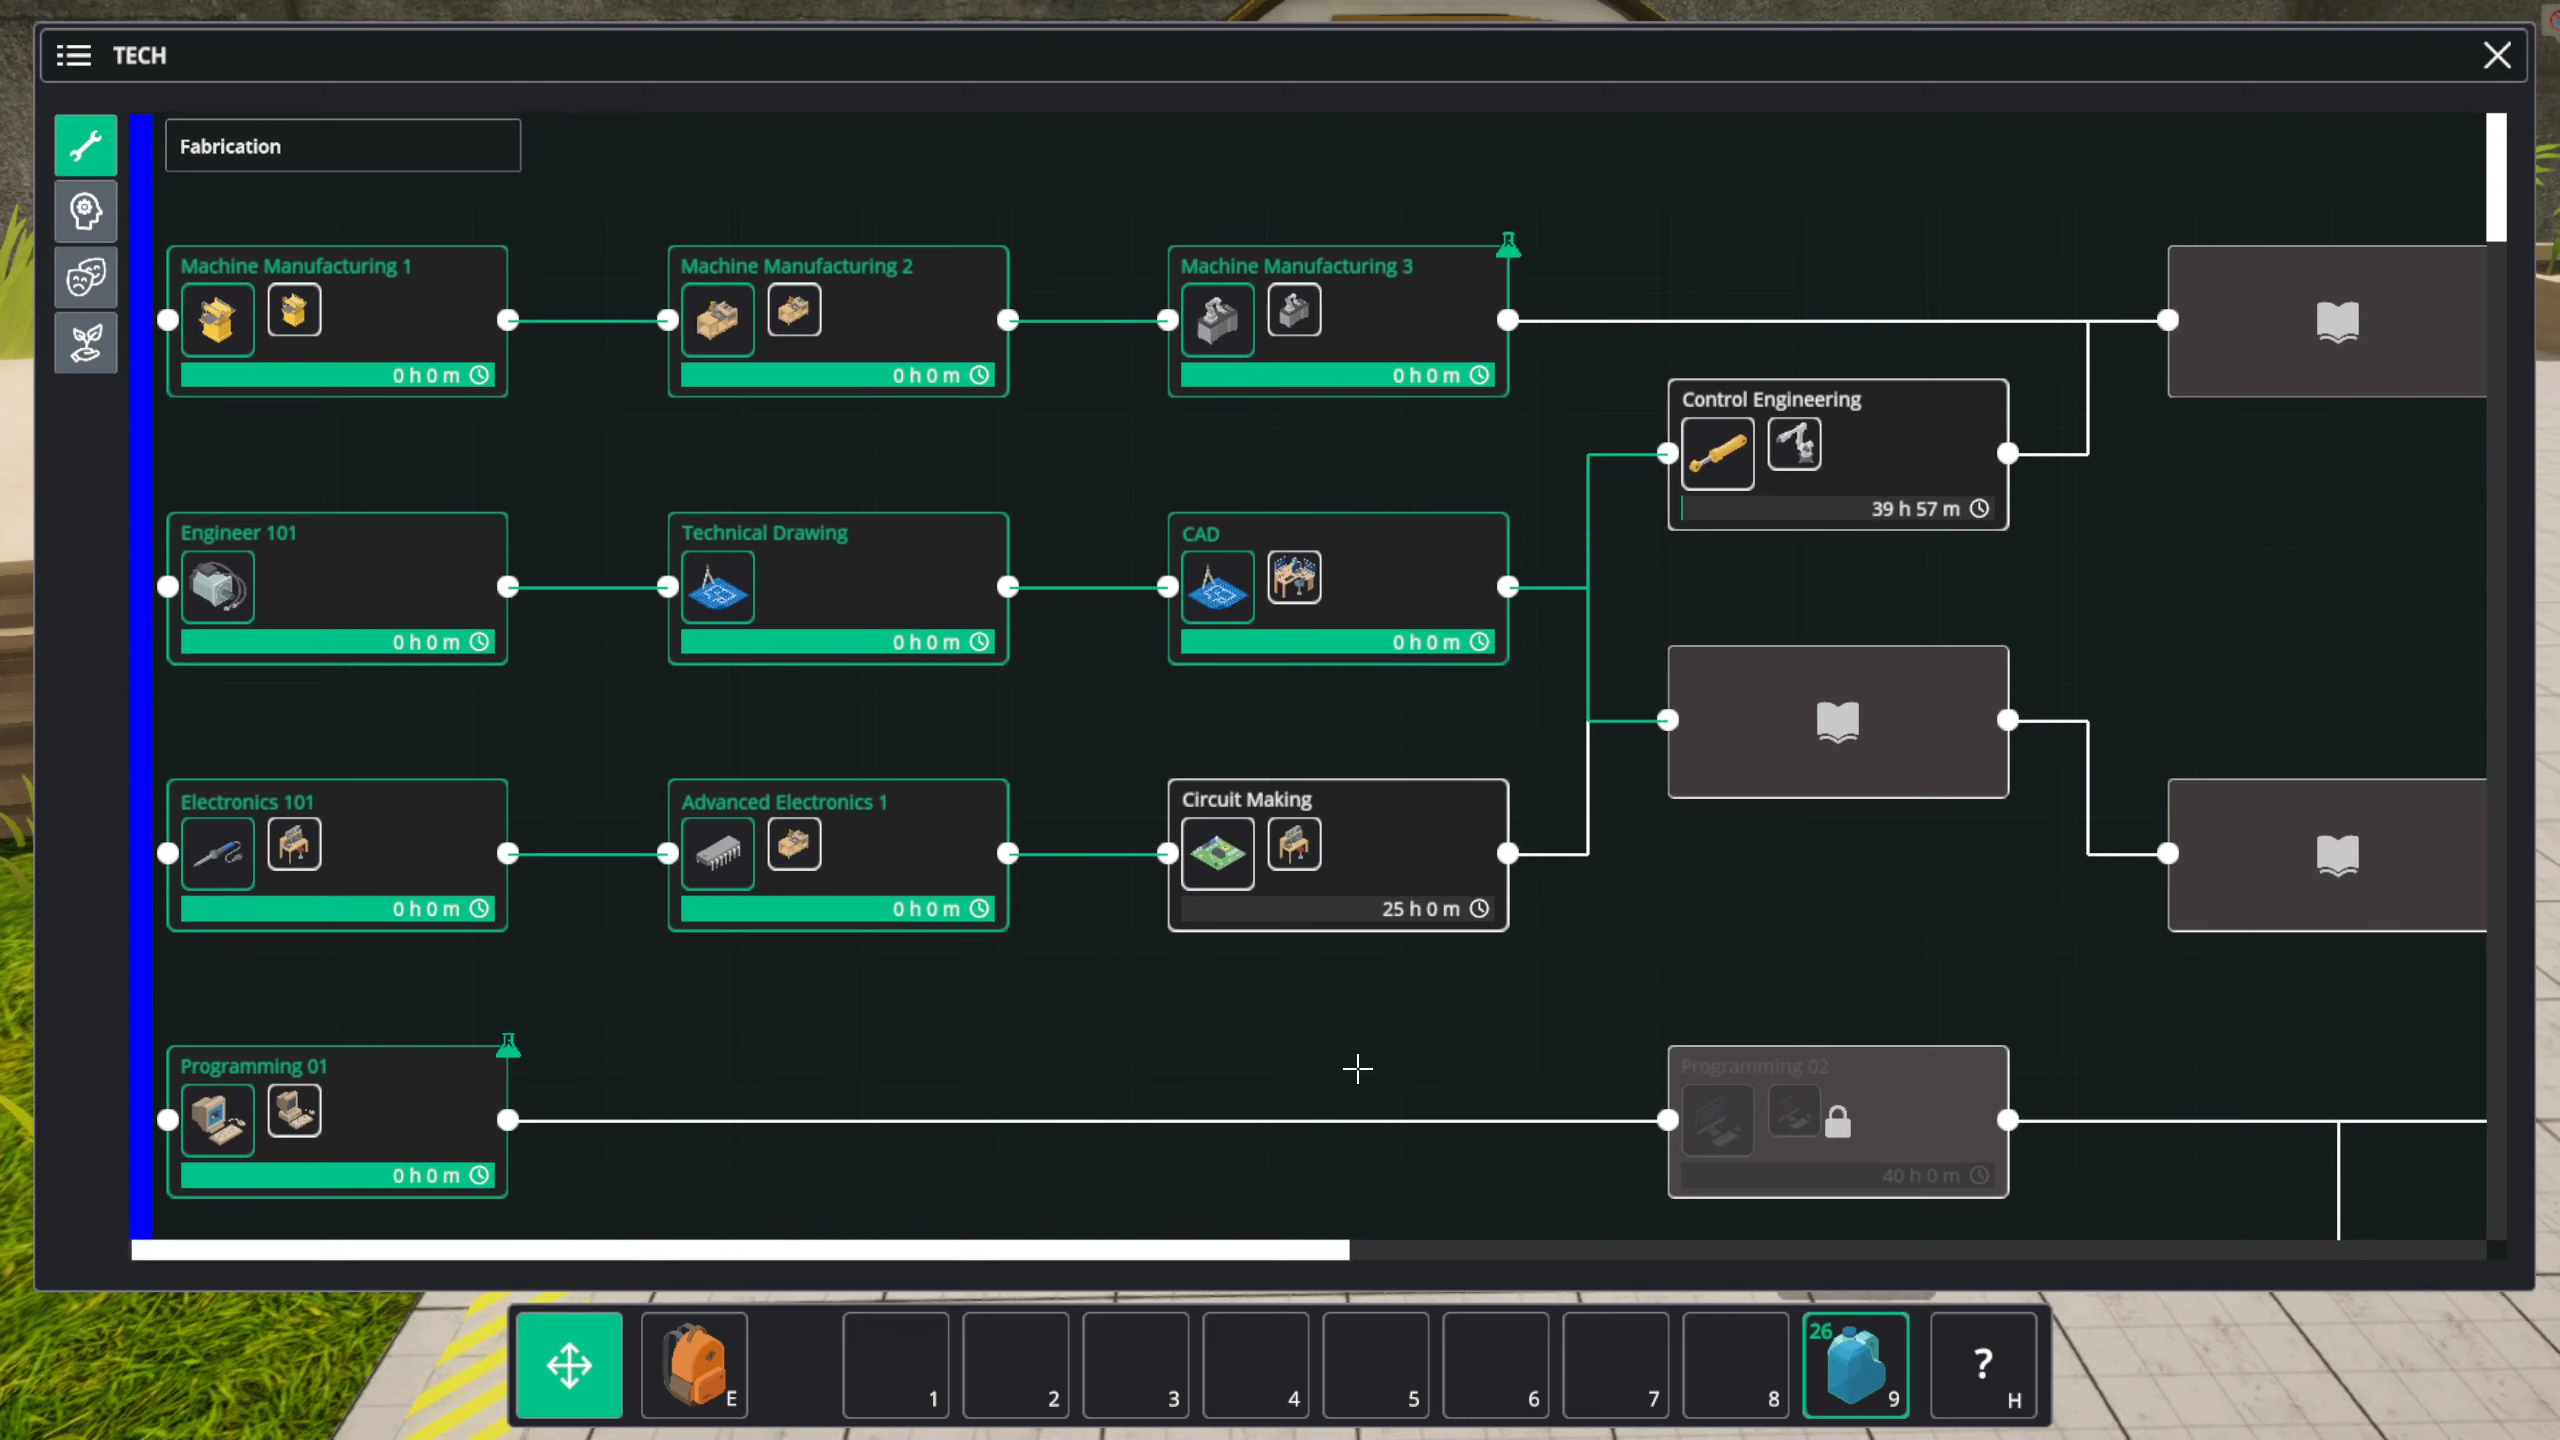 TECH
Fabrication
Machine Manufacturing 1
0 h 0 m
Machine Manufacturing 2
0 h 0 m
Machine Manufacturing 3
0 h 0 m
Control Engineering
39 h 57 m
Engineer 101
0 h 0 m
Technical Drawing
0 h 0 m
CAD
0 h 0 m
Electronics 101
0 h 0 m
Advanced Electronics 1
0 h 0 m
Circuit Making
25 h 0 m
Programming 01
0 h 0 m
Programming 02
40 h 0 m
E
1
2
3
4
5
6
7
8
26
9
?
H